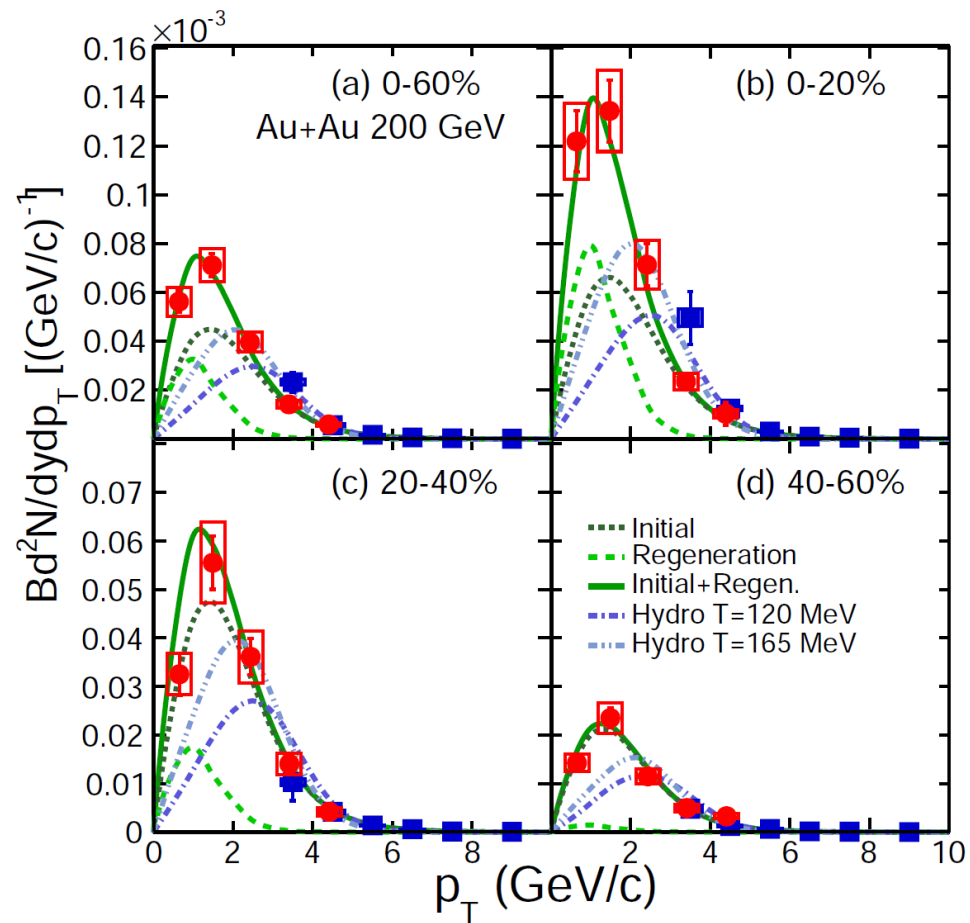 ×10⁻³
0.16
0.14
0.12
0.1
0.08
0.06
0.04
0.02
(a) 0-60%
Au+Au 200 GeV
(b) 0-20%
Bd²N/dydp_T [(GeV/c)⁻¹]
0.07
0.06
0.05
0.04
0.03
0.02
0.01
0
(c) 20-40%
(d) 40-60%
Initial
Regeneration
Initial+Regen.
Hydro T=120 MeV
Hydro T=165 MeV
0 2 4 6 8 2 4 6 8 10
p_T (GeV/c)